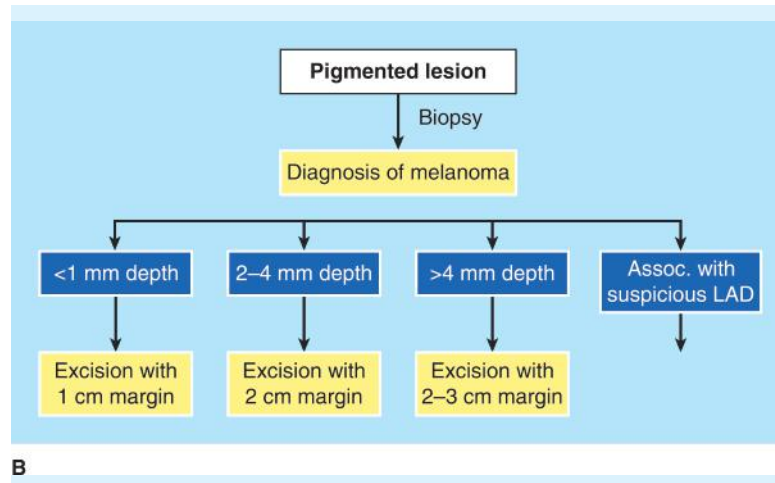 Pigmented lesion
Biopsy
Diagnosis of melanoma
<1 mm depth
2–4 mm depth
>4 mm depth
Assoc. with
suspicious LAD
Excision with
1 cm margin
Excision with
2 cm margin
Excision with
2–3 cm margin
B